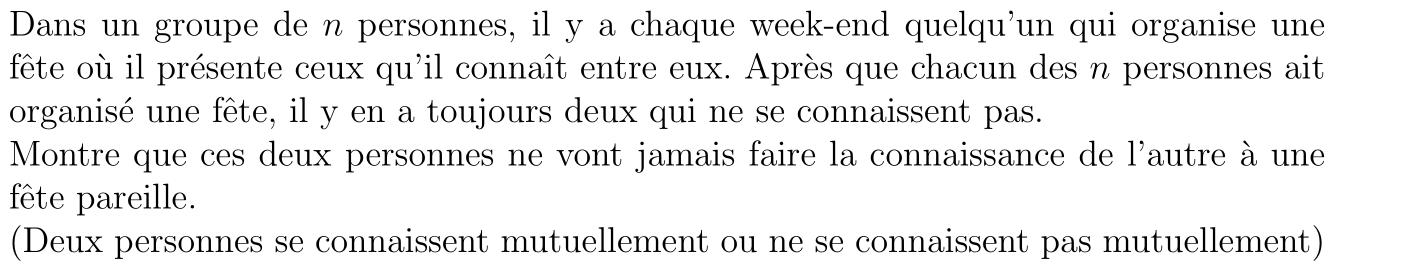 Dans un groupe de n personnes, il y a chaque week-end quelqu'un qui organise une
fête où il présente ceux qu'il connaît entre eux. Après que chacun des n personnes ait
organisé une fête, il y en a toujours deux qui ne se connaissent pas.
Montre que ces deux personnes ne vont jamais faire la connaissance de l'autre à une
fête pareille.
(Deux personnes se connaissent mutuellement ou ne se connaissent pas mutuellement)